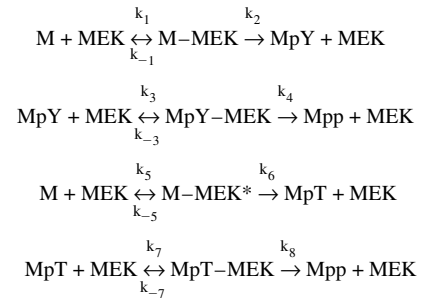 k1 k2
M + MEK ↔ M–MEK → MpY + MEK
k−1
k3 k4
MpY + MEK ↔ MpY–MEK → Mpp + MEK
k−3
k5 k6
M + MEK ↔ M–MEK* → MpT + MEK
k−5
k7 k8
MpT + MEK ↔ MpT–MEK → Mpp + MEK
k−7